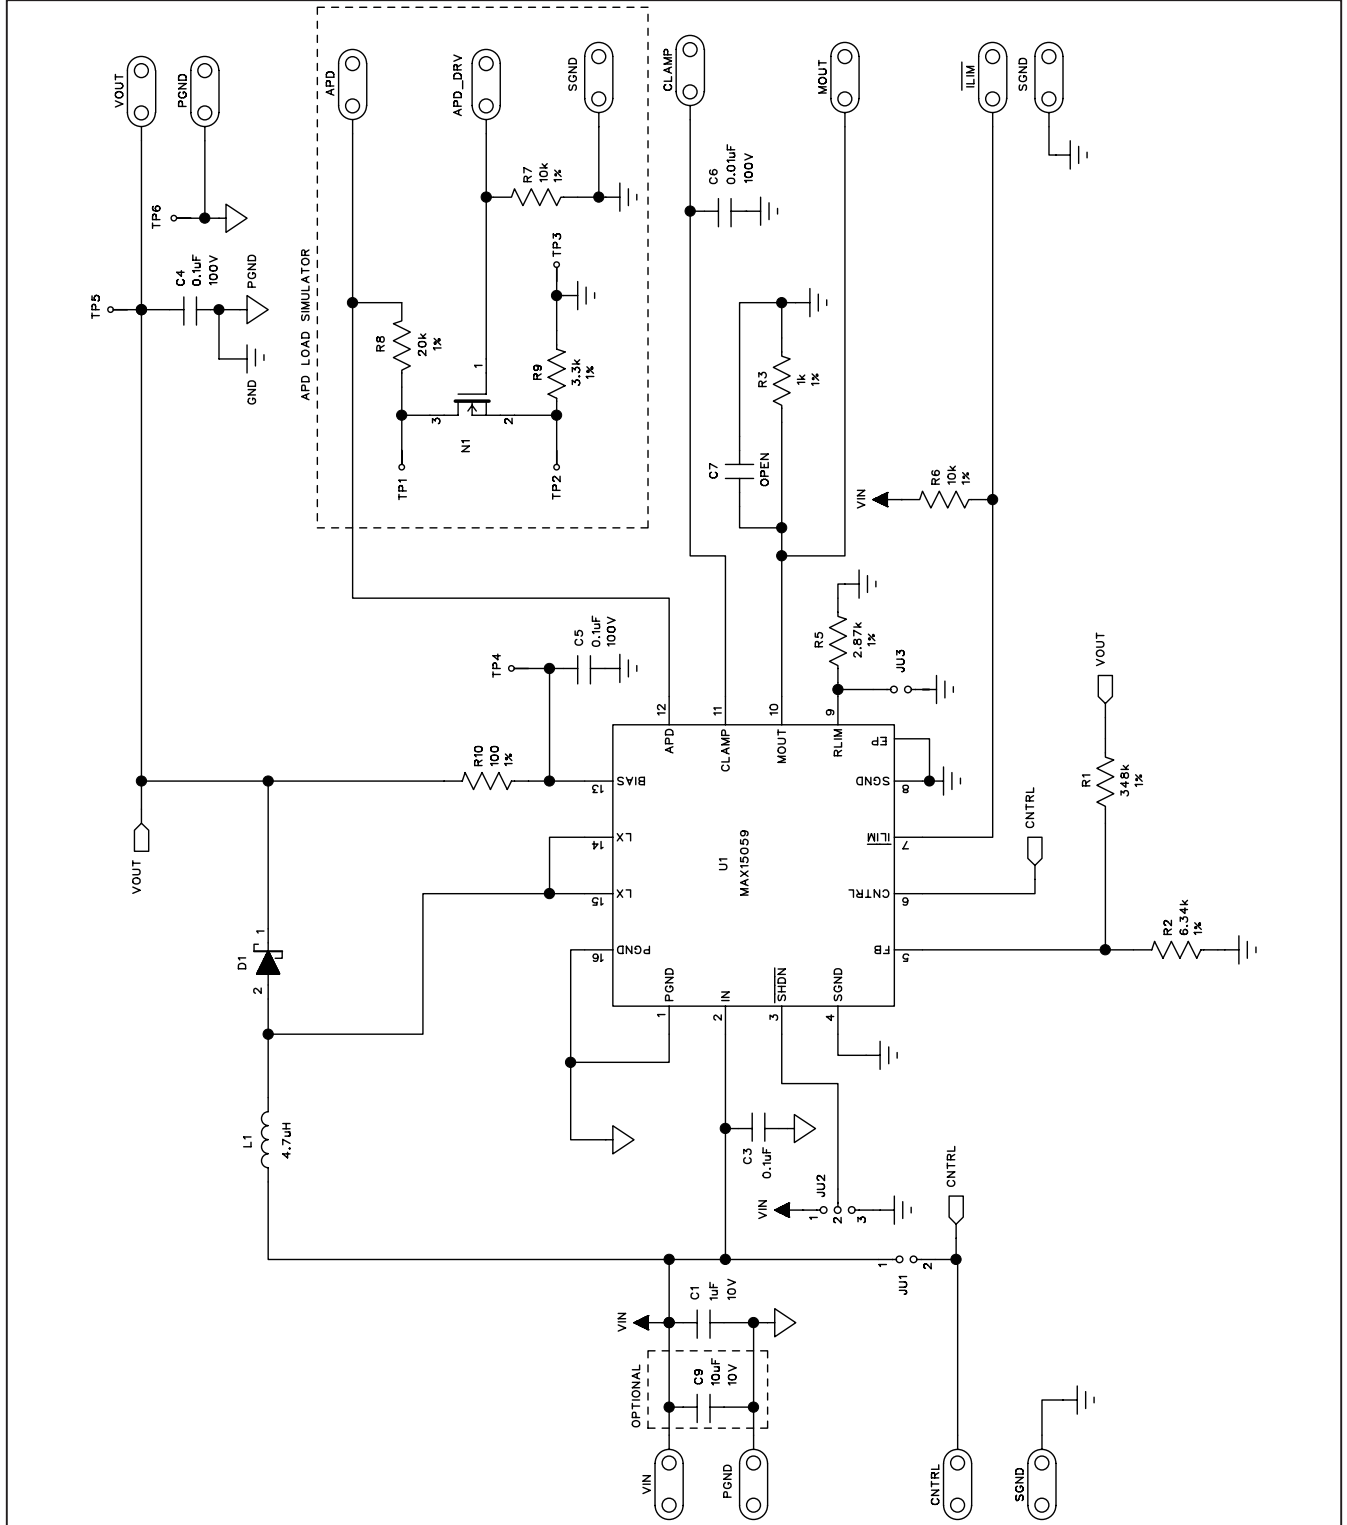 VIN
PGND
CNTRL
SGND
OPTIONAL
C9
10uF
10V
VIN
C1
1uF
10V
JU1
1
2
CNTRL
VIN
JU2
1
2
3
C3
0.1uF
L1
4.7uH
D1
2
1
VOUT
U1
MAX15059
PGND
1
IN
2
SHDN
3
SGND
4
FB
5
CNTRL
6
ILIM
7
SGND
8
EP
RLIM
9
MOUT
10
CLAMP
11
APD
12
BIAS
13
LX
14
LX
15
PGND
16
R2
6.34k
1%
R1
348k
1%
VOUT
CNTRL
R10
100
1%
TP4
C5
0.1uF
100V
R5
2.87k
1%
JU3
VIN
R6
10k
1%
C7
OPEN
R3
1k
1%
APD LOAD SIMULATOR
TP1
TP2
N1
3
2
1
R8
20k
1%
R9
3.3k
1%
TP3
R7
10k
1%
TP5
C4
0.1uF
100V
GND
PGND
TP6
C6
0.01uF
100V
VOUT
PGND
APD
APD_DRV
SGND
CLAMP
MOUT
ILIM
SGND